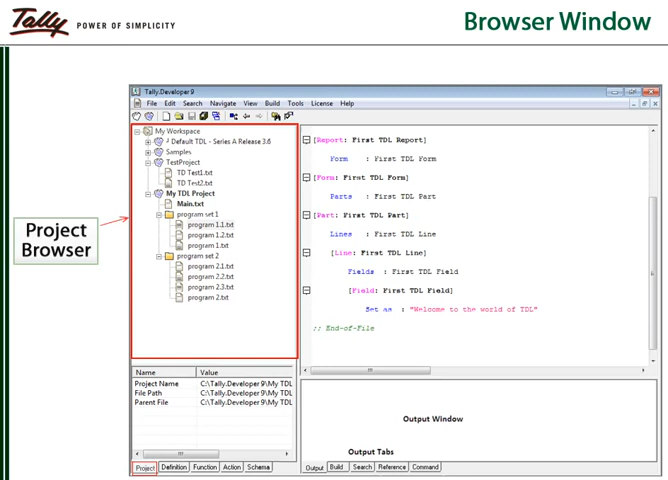 Tally
POWER OF SIMPLICITY
Browser Window
Tally.Developer 9
File Edit Search Navigate View Build Tools License Help
My Workspace
Default TDL - Series A Release 3.6
Samples
TestProject
TD Test1.txt
TD Test2.txt
My TDL Project
Main.txt
program set 1
program 1.1.txt
program 1.2.txt
program 1.txt
program set 2
program 2.1.txt
program 2.2.txt
program 2.3.txt
program 2.txt
Project
Browser
[Report: First TDL Report]
Form : First TDL Form
[Form: First TDL Form]
Parts : First TDL Part
[Part: First TDL Part]
Lines : First TDL Line
[Line: First TDL Line]
Fields : First TDL Field
[Field: First TDL Field]
Set as : "Welcome to the world of TDL"
;; End-of-File
Name Value
Project Name C:\Tally.Developer 9\My TDL
File Path C:\Tally.Developer 9\My TDL
Parent File C:\Tally.Developer 9\My TDL
Project Definition Function Action Schema
Output Window
Output Tabs
Output Build Search Reference Command